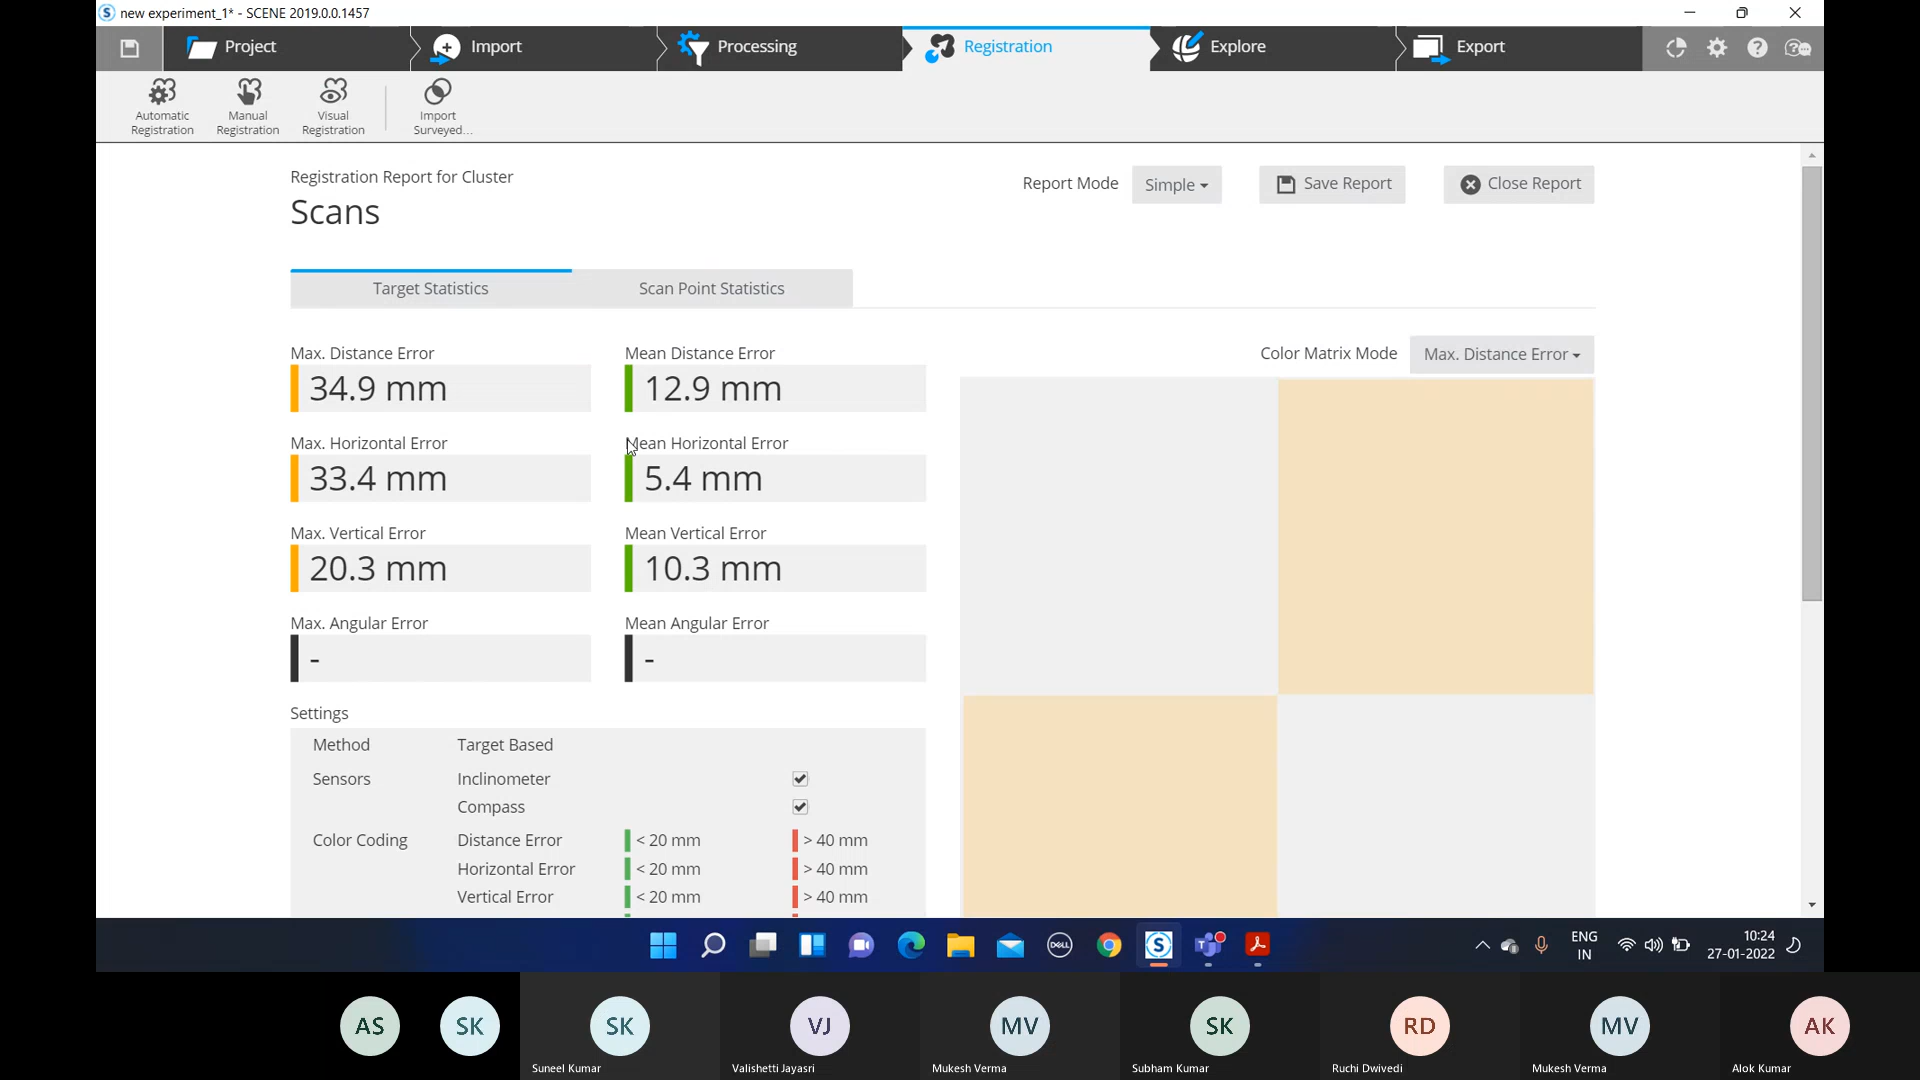 new experiment_1* - SCENE 2019.0.0.1457
Project
Import
Processing
Registration
Explore
Export
Automatic Registration
Manual Registration
Visual Registration
Import Surveyed...
Registration Report for Cluster
Scans
Report Mode
Simple
Save Report
Close Report
Target Statistics
Scan Point Statistics
Max. Distance Error
Mean Distance Error
Color Matrix Mode
Max. Distance Error
34.9 mm
12.9 mm
Max. Horizontal Error
Mean Horizontal Error
33.4 mm
5.4 mm
Max. Vertical Error
Mean Vertical Error
20.3 mm
10.3 mm
Max. Angular Error
Mean Angular Error
-
-
Settings
Method Target Based
Sensors Inclinometer
Compass
Color Coding Distance Error < 20 mm > 40 mm
Horizontal Error < 20 mm > 40 mm
Vertical Error < 20 mm > 40 mm
DELL
S
ENG
IN
10:24
27-01-2022
AS
SK
SK
VJ
MV
SK
RD
MV
AK
Suneel Kumar
Valishetti Jayasri
Mukesh Verma
Subham Kumar
Ruchi Dwivedi
Mukesh Verma
Alok Kumar